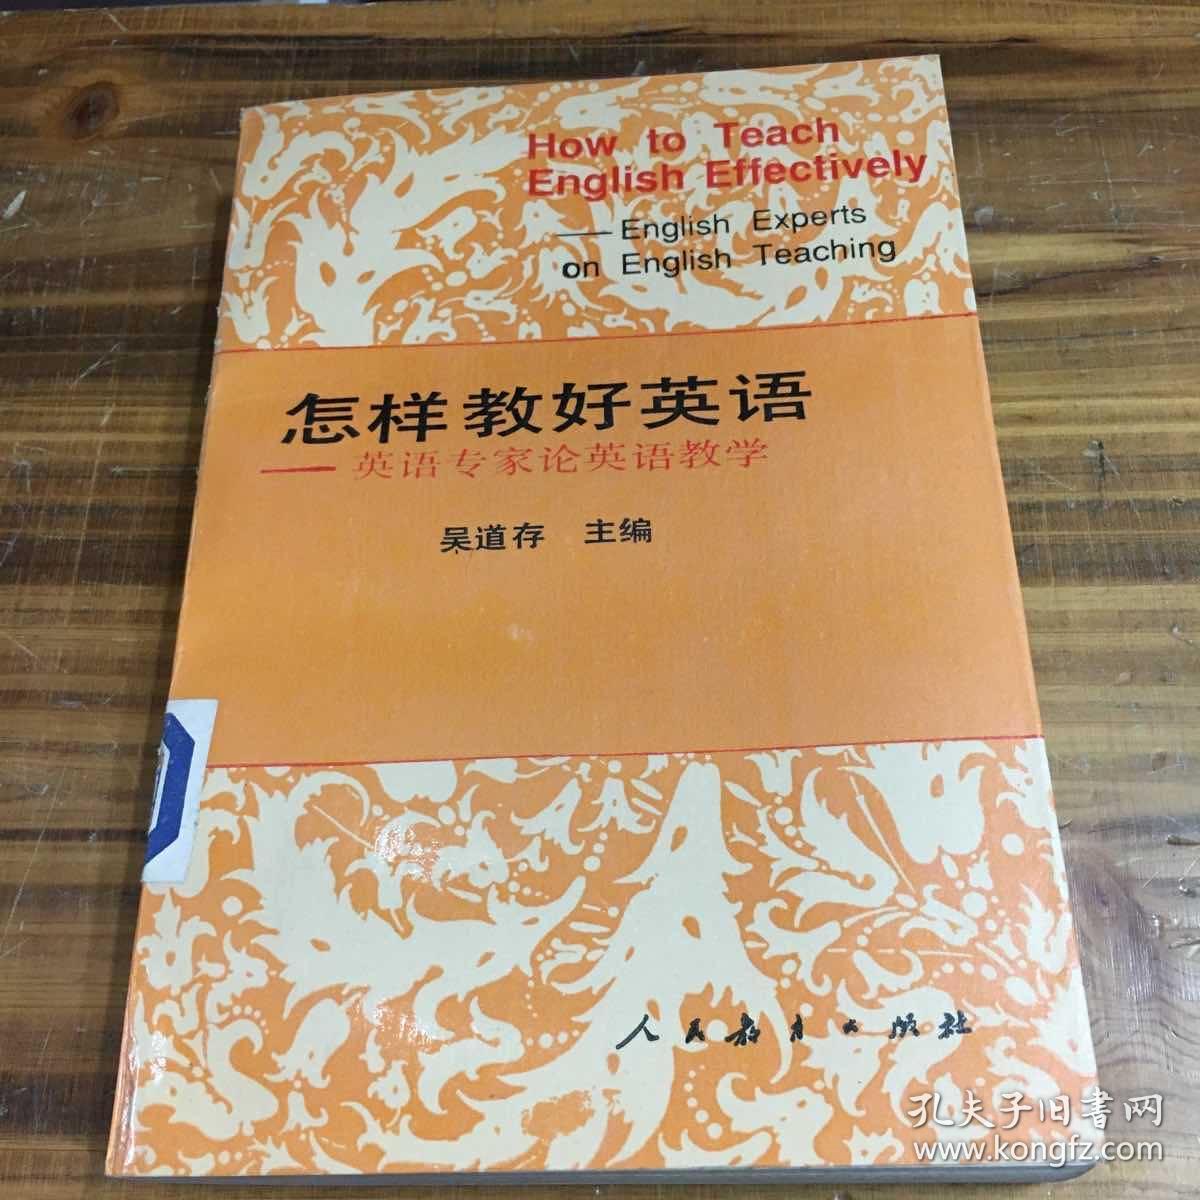 How to Teach
English Effectively
——English Experts
on English Teaching
怎样教好英语
——英语专家论英语教学
吴道存 主编
人民教育出版社
孔夫子旧书网
www.kongfz.com